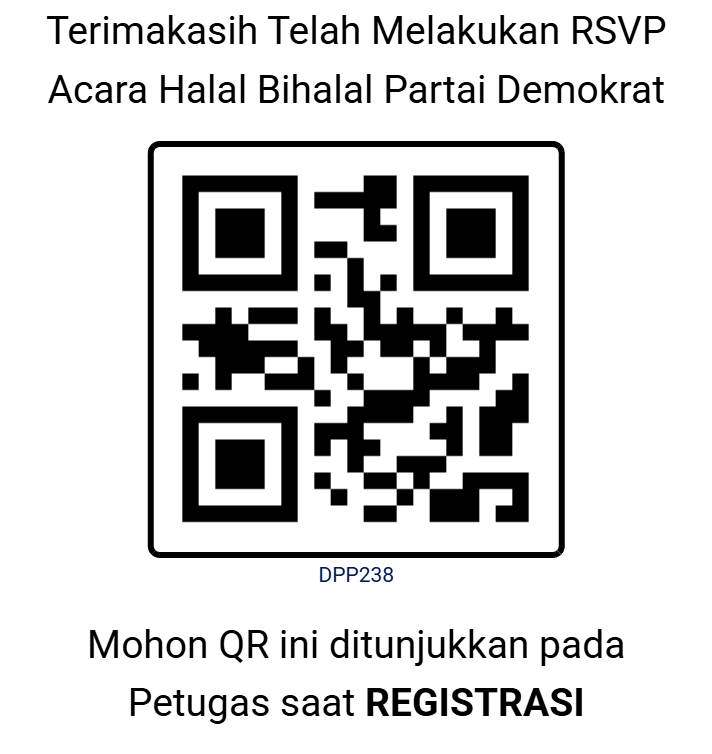 Terimakasih Telah Melakukan RSVP
Acara Halal Bihalal Partai Demokrat
DPP238
Mohon QR ini ditunjukkan pada
Petugas saat REGISTRASI